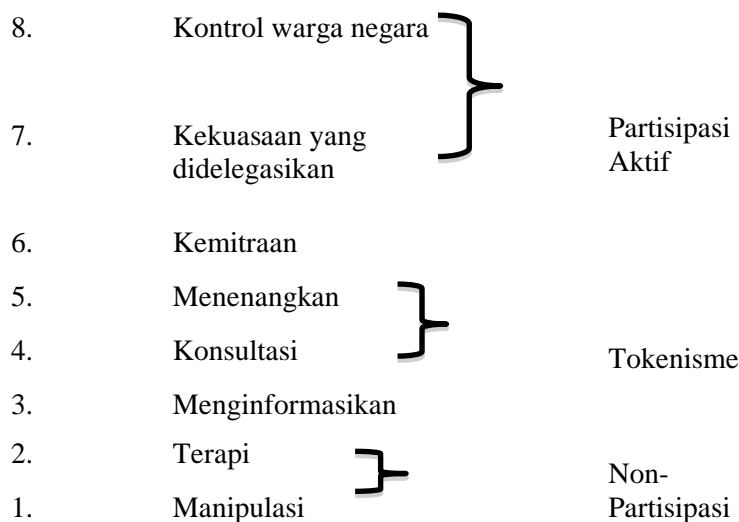 8. Kontrol warga negara
7. Kekuasaan yang
didelegasikan
Partisipasi
Aktif
6. Kemitraan
5. Menenangkan
4. Konsultasi
Tokenisme
3. Menginformasikan
2. Terapi
1. Manipulasi
Non-
Partisipasi